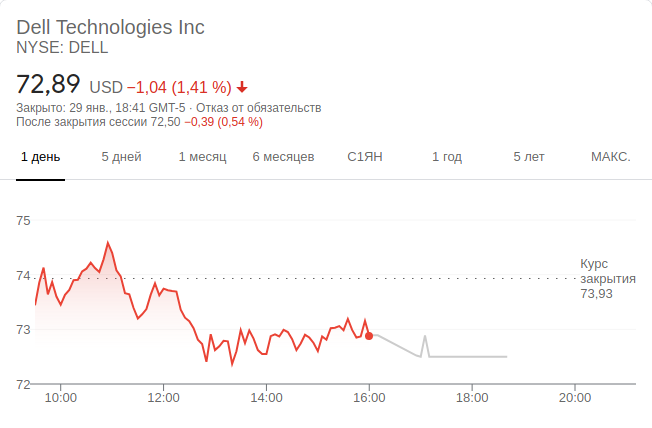 Dell Technologies Inc
NYSE: DELL
72,89 USD −1,04 (1,41 %)
Закрыто: 29 янв., 18:41 GMT-5 · Отказ от обязательств
После закрытия сессии 72,50 −0,39 (0,54 %)
1 день 5 дней 1 месяц 6 месяцев С1ЯН 1 год 5 лет МАКС.
75
74
73
72
Курс
закрытия
73,93
10:00 12:00 14:00 16:00 18:00 20:00